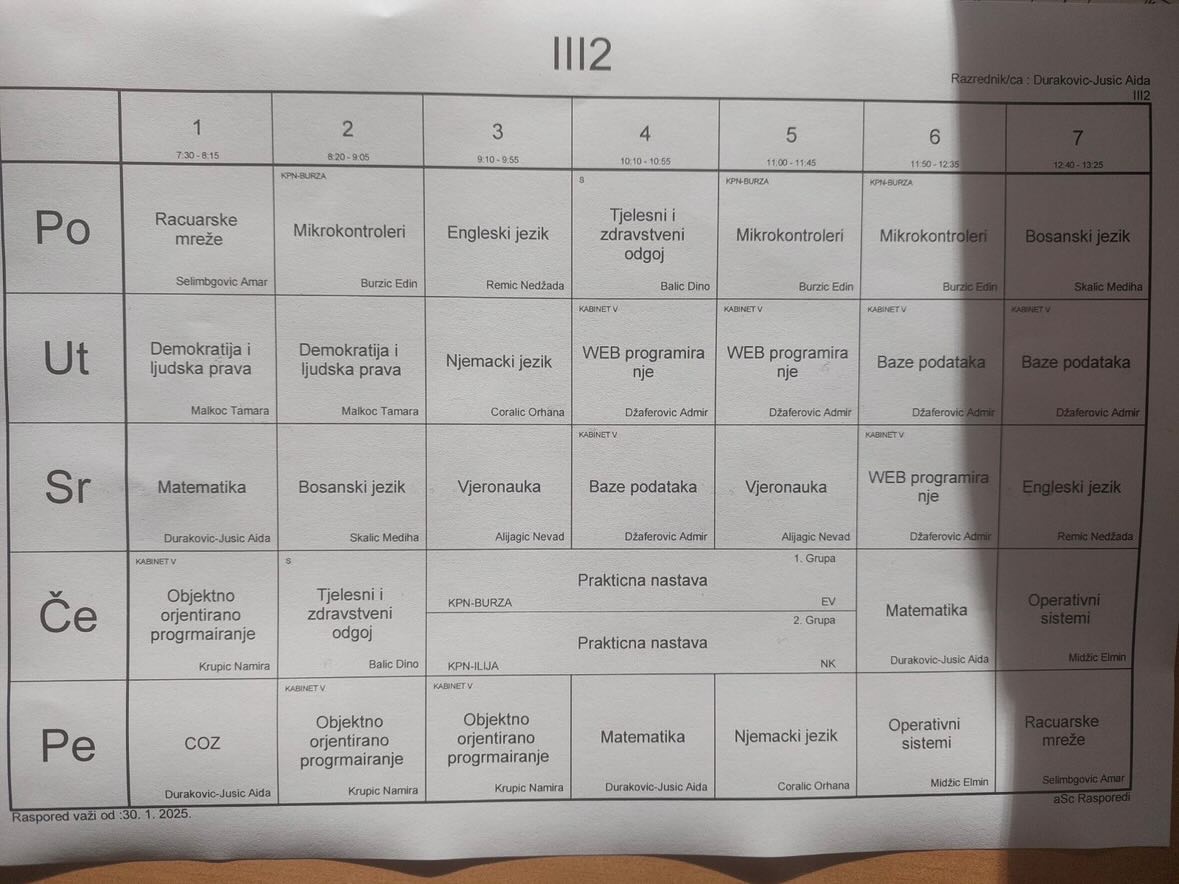 III2
Razrednik/ca : Durakovic-Jusic Aida
III2
1
7:30 - 8:15
2
8:20 - 9:05
3
9:10 - 9:55
4
10:10 - 10:55
5
11:00 - 11:45
6
11:50 - 12:35
7
12:40 - 13:25
Po
Racuarske
mreže
Selimbgovic Amar
KPN-BURZA
Mikrokontroleri
Burzic Edin
Engleski jezik
Remic Nedžada
S
Tjelesni i
zdravstveni
odgoj
Balic Dino
KPN-BURZA
Mikrokontroleri
Burzic Edin
KPN-BURZA
Mikrokontroleri
Burzic Edin
Bosanski jezik
Skalic Mediha
Ut
Demokratija i
ljudska prava
Malkoc Tamara
Demokratija i
ljudska prava
Malkoc Tamara
Njemacki jezik
Coralic Orhana
KABINET V
WEB programira
nje
Džaferovic Admir
KABINET V
WEB programira
nje
Džaferovic Admir
KABINET V
Baze podataka
Džaferovic Admir
KABINET V
Baze podataka
Džaferovic Admir
Sr
Matematika
Durakovic-Jusic Aida
Bosanski jezik
Skalic Mediha
Vjeronauka
Alijagic Nevad
KABINET V
Baze podataka
Džaferovic Admir
Vjeronauka
Alijagic Nevad
KABINET V
WEB programira
nje
Džaferovic Admir
Engleski jezik
Remic Nedžada
Če
KABINET V
Objektno
orjentirano
progrmairanje
Krupic Namira
S
Tjelesni i
zdravstveni
odgoj
Balic Dino
1. Grupa
Prakticna nastava
KPN-BURZA
EV
2. Grupa
Prakticna nastava
KPN-ILIJA
NK
Matematika
Durakovic-Jusic Aida
Operativni
sistemi
Midžic Elmin
Pe
COZ
Durakovic-Jusic Aida
KABINET V
Objektno
orjentirano
progrmairanje
Krupic Namira
KABINET V
Objektno
orjentirano
progrmairanje
Krupic Namira
Matematika
Durakovic-Jusic Aida
Njemacki jezik
Coralic Orhana
Operativni
sistemi
Midžic Elmin
Racuarske
mreže
Selimbgovic Amar
Raspored važi od :30. 1. 2025.
aSc Rasporedi